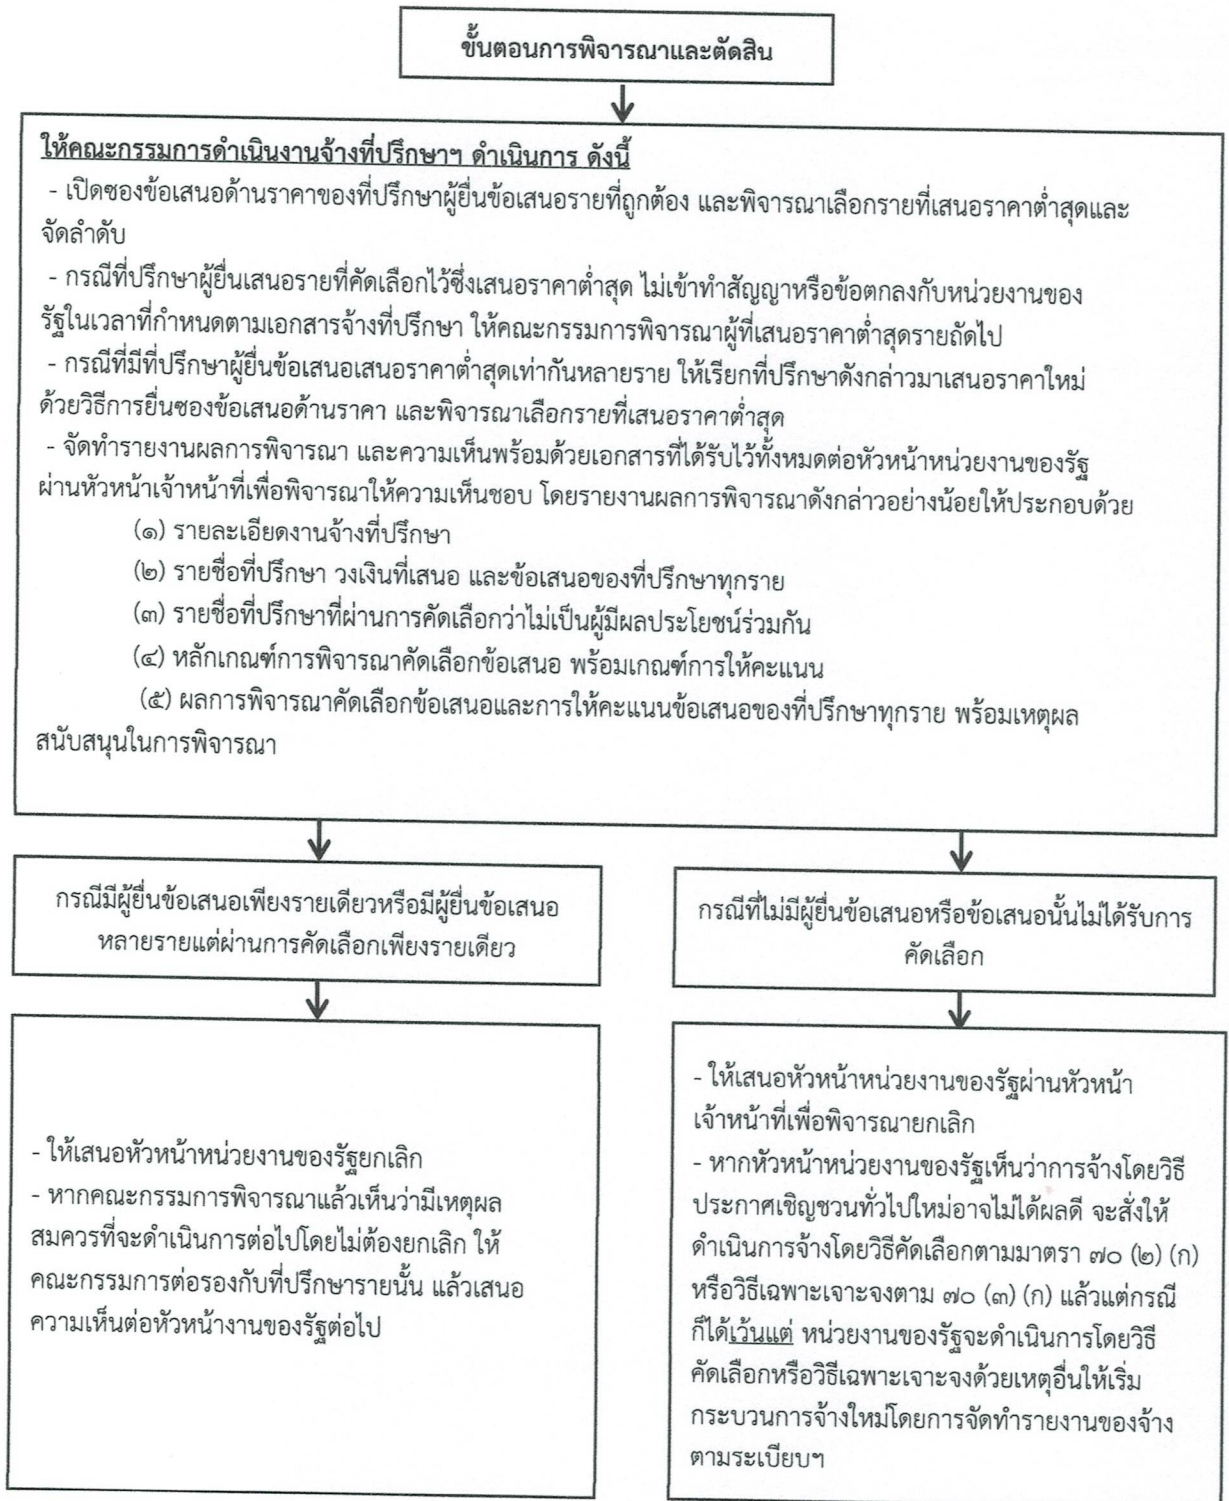 ขั้นตอนการพิจารณาและตัดสิน
ให้คณะกรรมการดำเนินงานจ้างที่ปรึกษาฯ ดำเนินการ ดังนี้
- เปิดซองข้อเสนอด้านราคาของที่ปรึกษาผู้ยื่นข้อเสนอรายที่ถูกต้อง และพิจารณาเลือกรายที่เสนอราคาต่ำสุดและ
จัดลำดับ
- กรณีที่ปรึกษาผู้ยื่นเสนอรายที่คัดเลือกไว้ซึ่งเสนอราคาต่ำสุด ไม่เข้าทำสัญญาหรือข้อตกลงกับหน่วยงานของ
รัฐในเวลาที่กำหนดตามเอกสารจ้างที่ปรึกษา ให้คณะกรรมการพิจารณาผู้ที่เสนอราคาต่ำสุดรายถัดไป
- กรณีที่มีที่ปรึกษาผู้ยื่นข้อเสนอเสนอราคาต่ำสุดเท่ากันหลายราย ให้เรียกที่ปรึกษาดังกล่าวมาเสนอราคาใหม่
ด้วยวิธีการยื่นซองข้อเสนอด้านราคา และพิจารณาเลือกรายที่เสนอราคาต่ำสุด
- จัดทำรายงานผลการพิจารณา และความเห็นพร้อมด้วยเอกสารที่ได้รับไว้ทั้งหมดต่อหัวหน้าหน่วยงานของรัฐ
ผ่านหัวหน้าเจ้าหน้าที่เพื่อพิจารณาให้ความเห็นชอบ โดยรายงานผลการพิจารณาดังกล่าวอย่างน้อยให้ประกอบด้วย
(๑) รายละเอียดงานจ้างที่ปรึกษา
(๒) รายชื่อที่ปรึกษา วงเงินที่เสนอ และข้อเสนอของที่ปรึกษาทุกราย
(๓) รายชื่อที่ปรึกษาที่ผ่านการคัดเลือกว่าไม่เป็นผู้มีผลประโยชน์ร่วมกัน
(๔) หลักเกณฑ์การพิจารณาคัดเลือกข้อเสนอ พร้อมเกณฑ์การให้คะแนน
(๕) ผลการพิจารณาคัดเลือกข้อเสนอและการให้คะแนนข้อเสนอของที่ปรึกษาทุกราย พร้อมเหตุผล
สนับสนุนในการพิจารณา
กรณีมีผู้ยื่นข้อเสนอเพียงรายเดียวหรือมีผู้ยื่นข้อเสนอ
หลายรายแต่ผ่านการคัดเลือกเพียงรายเดียว
- ให้เสนอหัวหน้าหน่วยงานของรัฐยกเลิก
- หากคณะกรรมการพิจารณาแล้วเห็นว่ามีเหตุผล
สมควรที่จะดำเนินการต่อไปโดยไม่ต้องยกเลิก ให้
คณะกรรมการต่อรองกับที่ปรึกษารายนั้น แล้วเสนอ
ความเห็นต่อหัวหน้างานของรัฐต่อไป
กรณีที่ไม่มีผู้ยื่นข้อเสนอหรือข้อเสนอนั้นไม่ได้รับการ
คัดเลือก
- ให้เสนอหัวหน้าหน่วยงานของรัฐผ่านหัวหน้า
เจ้าหน้าที่เพื่อพิจารณายกเลิก
- หากหัวหน้าหน่วยงานของรัฐเห็นว่าการจ้างโดยวิธี
ประกาศเชิญชวนทั่วไปใหม่อาจไม่ได้ผลดี จะสั่งให้
ดำเนินการจ้างโดยวิธีคัดเลือกตามมาตรา ๗๐ (๒) (ก)
หรือวิธีเฉพาะเจาะจงตาม ๗๐ (๓) (ก) แล้วแต่กรณี
ก็ได้เว้นแต่ หน่วยงานของรัฐจะดำเนินการโดยวิธี
คัดเลือกหรือวิธีเฉพาะเจาะจงด้วยเหตุอื่นให้เริ่ม
กระบวนการจ้างใหม่โดยการจัดทำรายงานของจ้าง
ตามระเบียบฯ